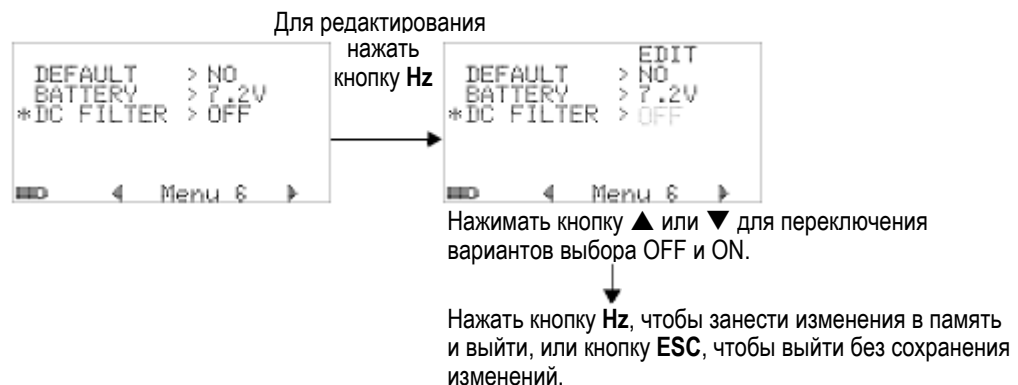 Для редактирования
нажать
кнопку Hz
DEFAULT > NO
BATTERY > 7.2V
*DC FILTER > OFF
Menu 6
EDIT
DEFAULT > NO
BATTERY > 7.2V
*DC FILTER > OFF
Menu 6
Нажимать кнопку ▲ или ▼ для переключения
вариантов выбора OFF и ON.
Нажать кнопку Hz, чтобы занести изменения в память
и выйти, или кнопку ESC, чтобы выйти без сохранения
изменений.